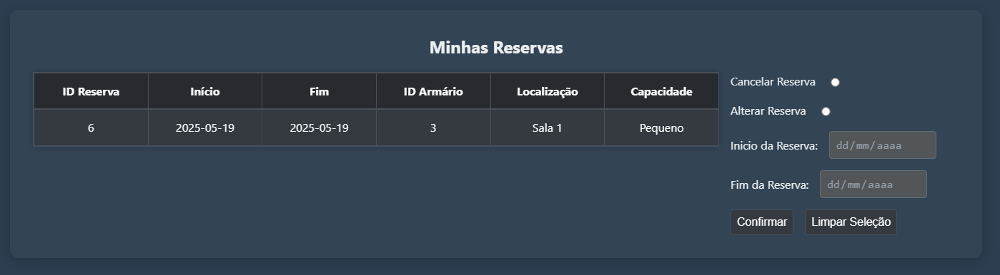 Minhas Reservas
ID Reserva Início Fim ID Armário Localização Capacidade
6 2025-05-19 2025-05-19 3 Sala 1 Pequeno
Cancelar Reserva
Alterar Reserva
Inicio da Reserva: dd/mm/aaaa
Fim da Reserva: dd/mm/aaaa
Confirmar Limpar Seleção